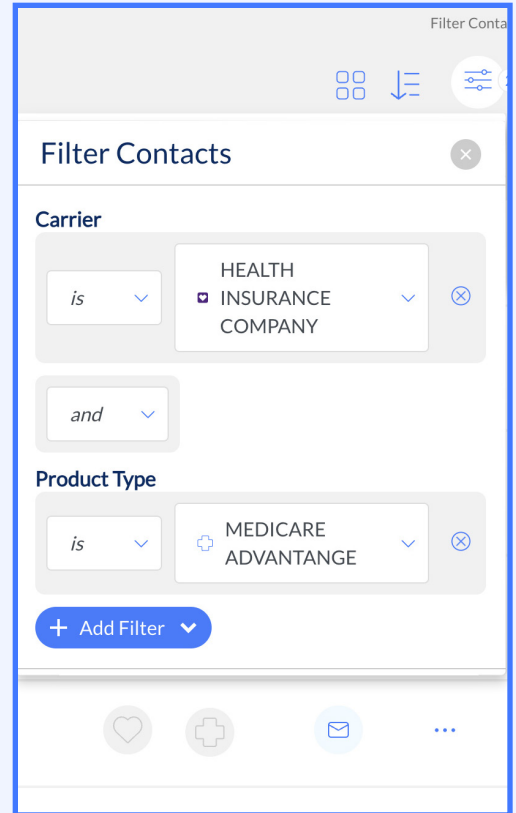 Filter Conta
Filter Contacts
Carrier
is
HEALTH
INSURANCE
COMPANY
and
Product Type
is
MEDICARE
ADVANTANGE
+ Add Filter